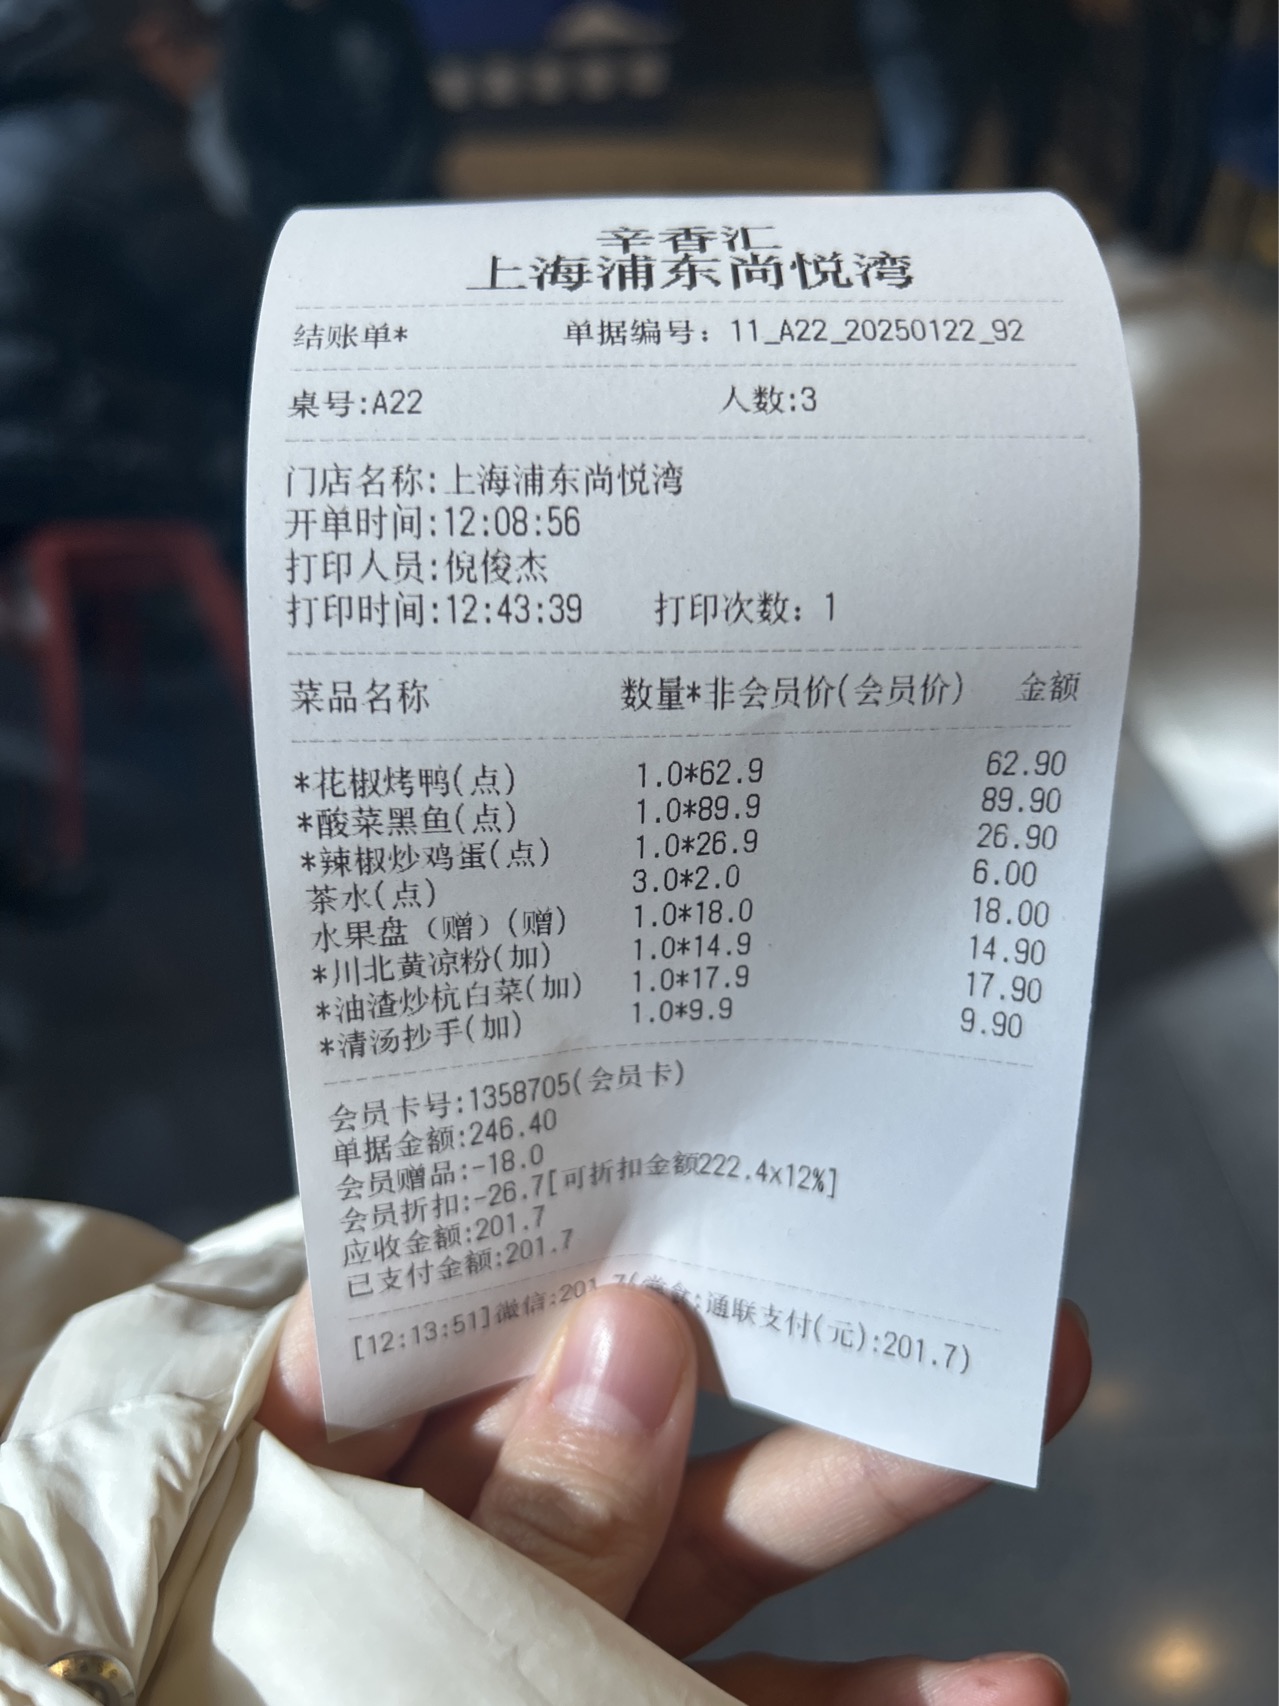 辛香汇
上海浦东尚悦湾
结账单* 单据编号: 11_A22_20250122_92
桌号:A22 人数:3
门店名称:上海浦东尚悦湾
开单时间:12:08:56
打印人员:倪俊杰
打印时间:12:43:39 打印次数: 1
菜品名称 数量*非会员价(会员价) 金额
*花椒烤鸭(点) 1.0*62.9 62.90
*酸菜黑鱼(点) 1.0*89.9 89.90
*辣椒炒鸡蛋(点) 1.0*26.9 26.90
茶水(点) 3.0*2.0 6.00
水果盘（赠）(赠) 1.0*18.0 18.00
*川北黄凉粉(加) 1.0*14.9 14.90
*油渣炒杭白菜(加) 1.0*17.9 17.90
*清汤抄手(加) 1.0*9.9 9.90
会员卡号:1358705(会员卡)
单据金额:246.40
会员赠品:-18.0
会员折扣:-26.7[可折扣金额222.4x12%]
应收金额:201.7
已支付金额:201.7
[12:13:51]微信:201.7( :通联支付(元):201.7)